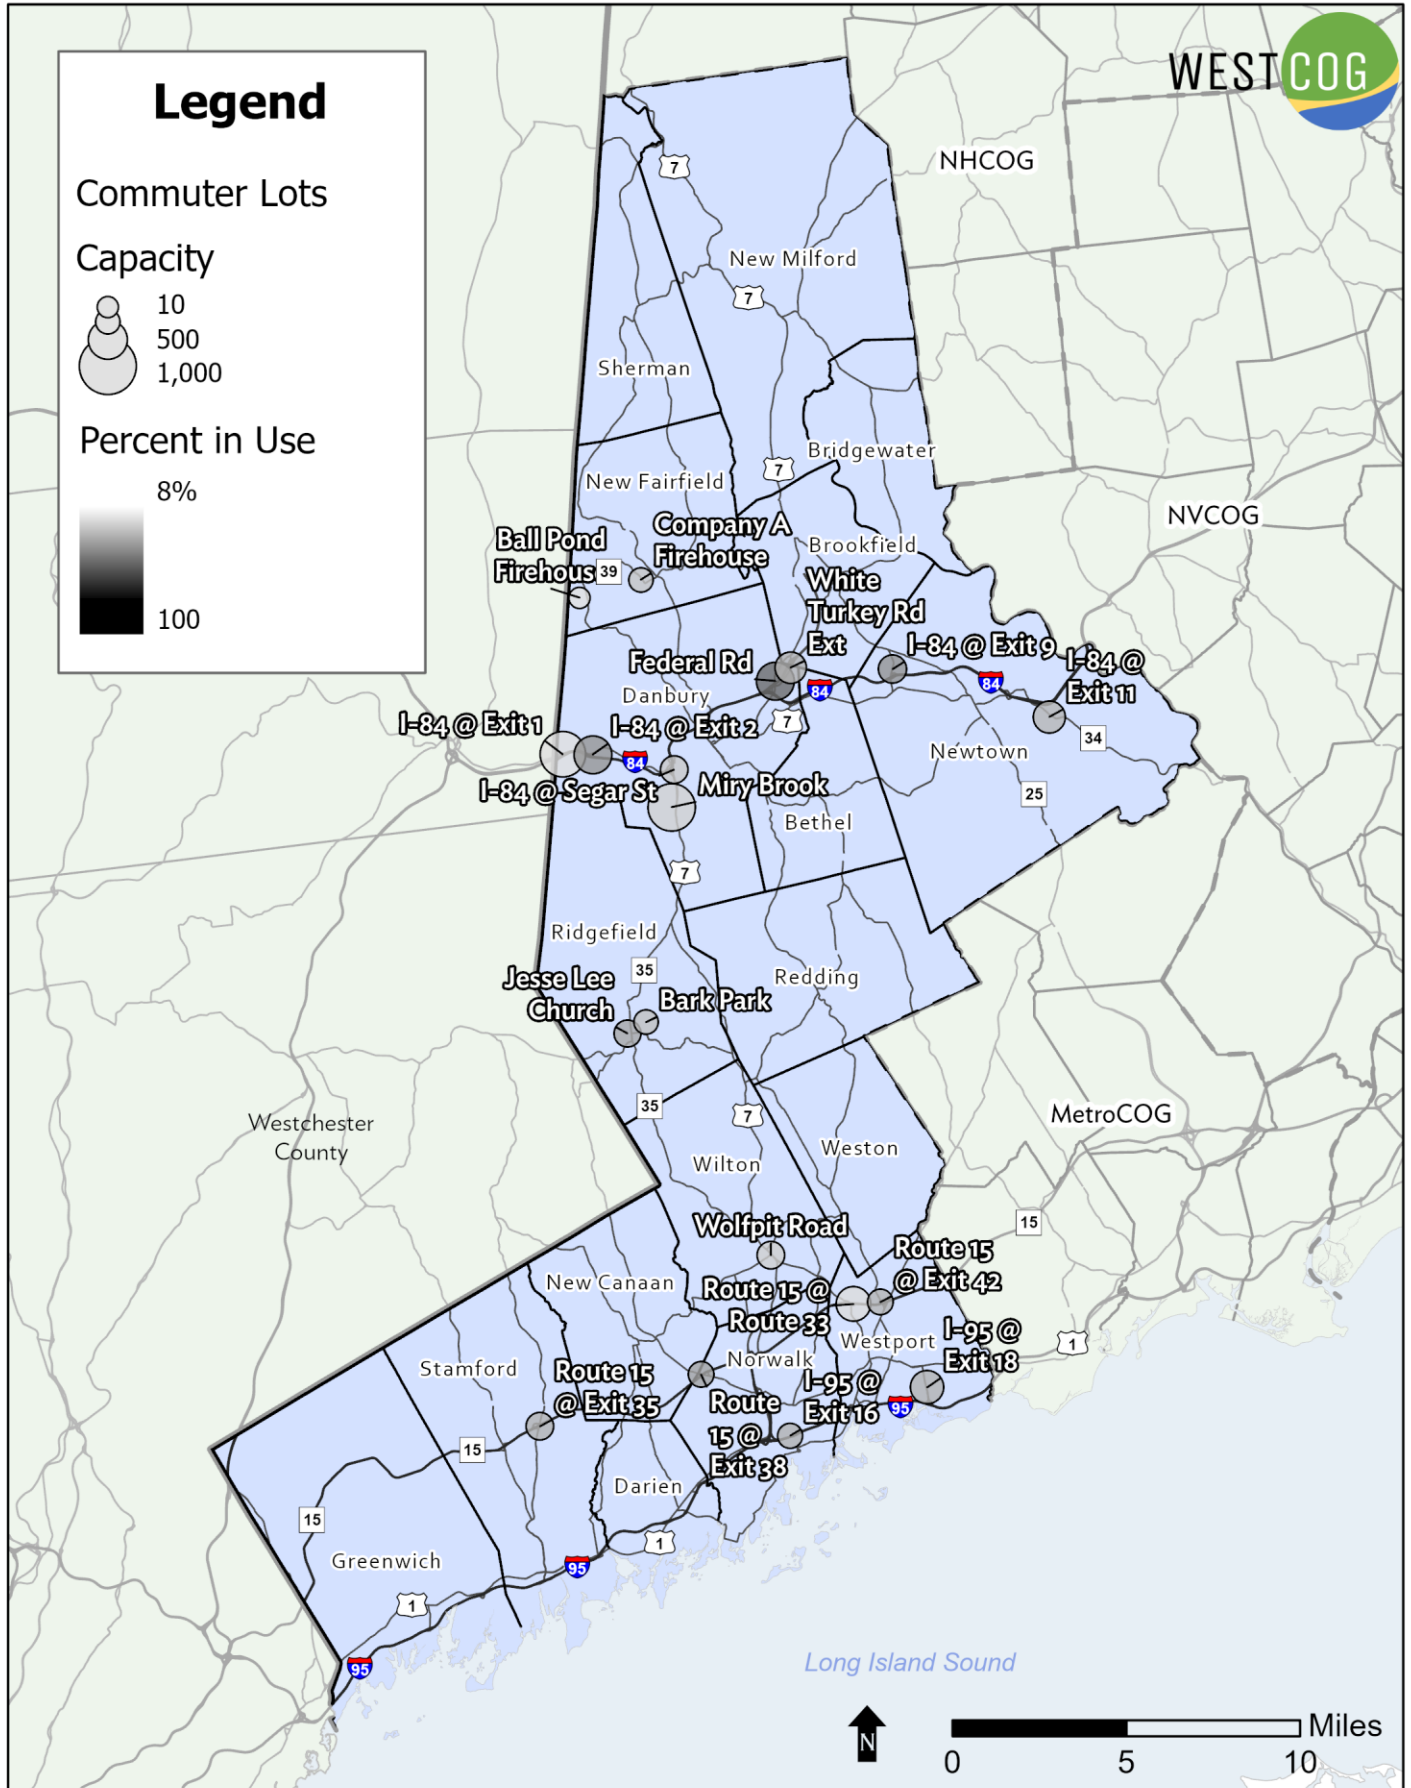 WESTCOG
Legend
Commuter Lots
Capacity
10
500
1,000
Percent in Use
8%
100
NHCOG
7
New Milford
7
Sherman
Bridgewater
7
New Fairfield
NVCOG
Company A
Firehouse
Ball Pond
Firehouse
39
Brookfield
White
Turkey Rd
Ext
I-84 @ Exit 9
I-84 @
Exit 11
Federal Rd
Danbury
84
84
7
I-84 @ Exit 1
I-84 @ Exit 2
34
Newtown
84
I-84 @ Segar St
Miry Brook
25
Bethel
7
Ridgefield
35
Redding
Jesse Lee
Church
Bark Park
35
7
Westchester
County
MetroCOG
Weston
Wilton
15
Wolfpit Road
Route 15
@ Exit 42
New Canaan
Route 15 @
Route 33
Westport
I-95 @
Exit 18
1
Norwalk
Stamford
Route 15
@ Exit 35
I-95 @
Exit 16
95
Route
15 @
Exit 38
15
Darien
15
1
Greenwich
95
1
95
Long Island Sound
N
Miles
0
5
10